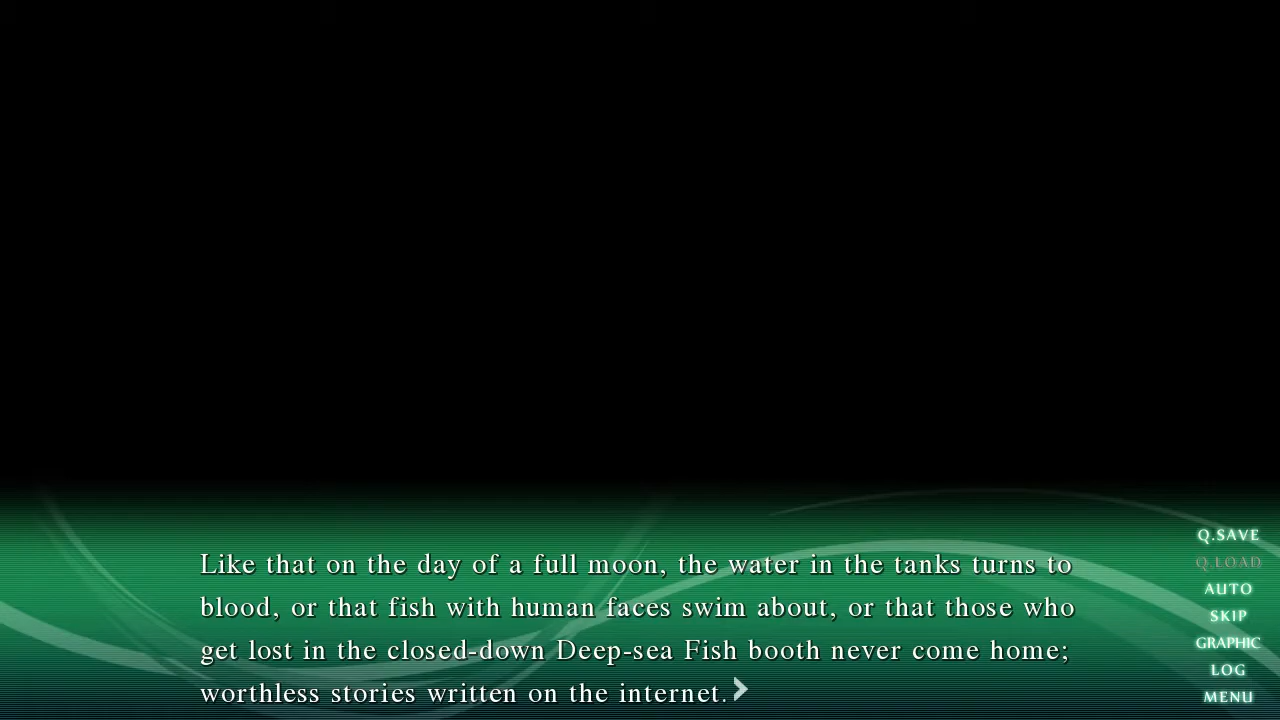 Like that on the day of a full moon, the water in the tanks turns to
blood, or that fish with human faces swim about, or that those who
get lost in the closed-down Deep-sea Fish booth never come home;
worthless stories written on the internet.
Q.SAVE
Q.LOAD
AUTO
SKIP
GRAPHIC
LOG
MENU